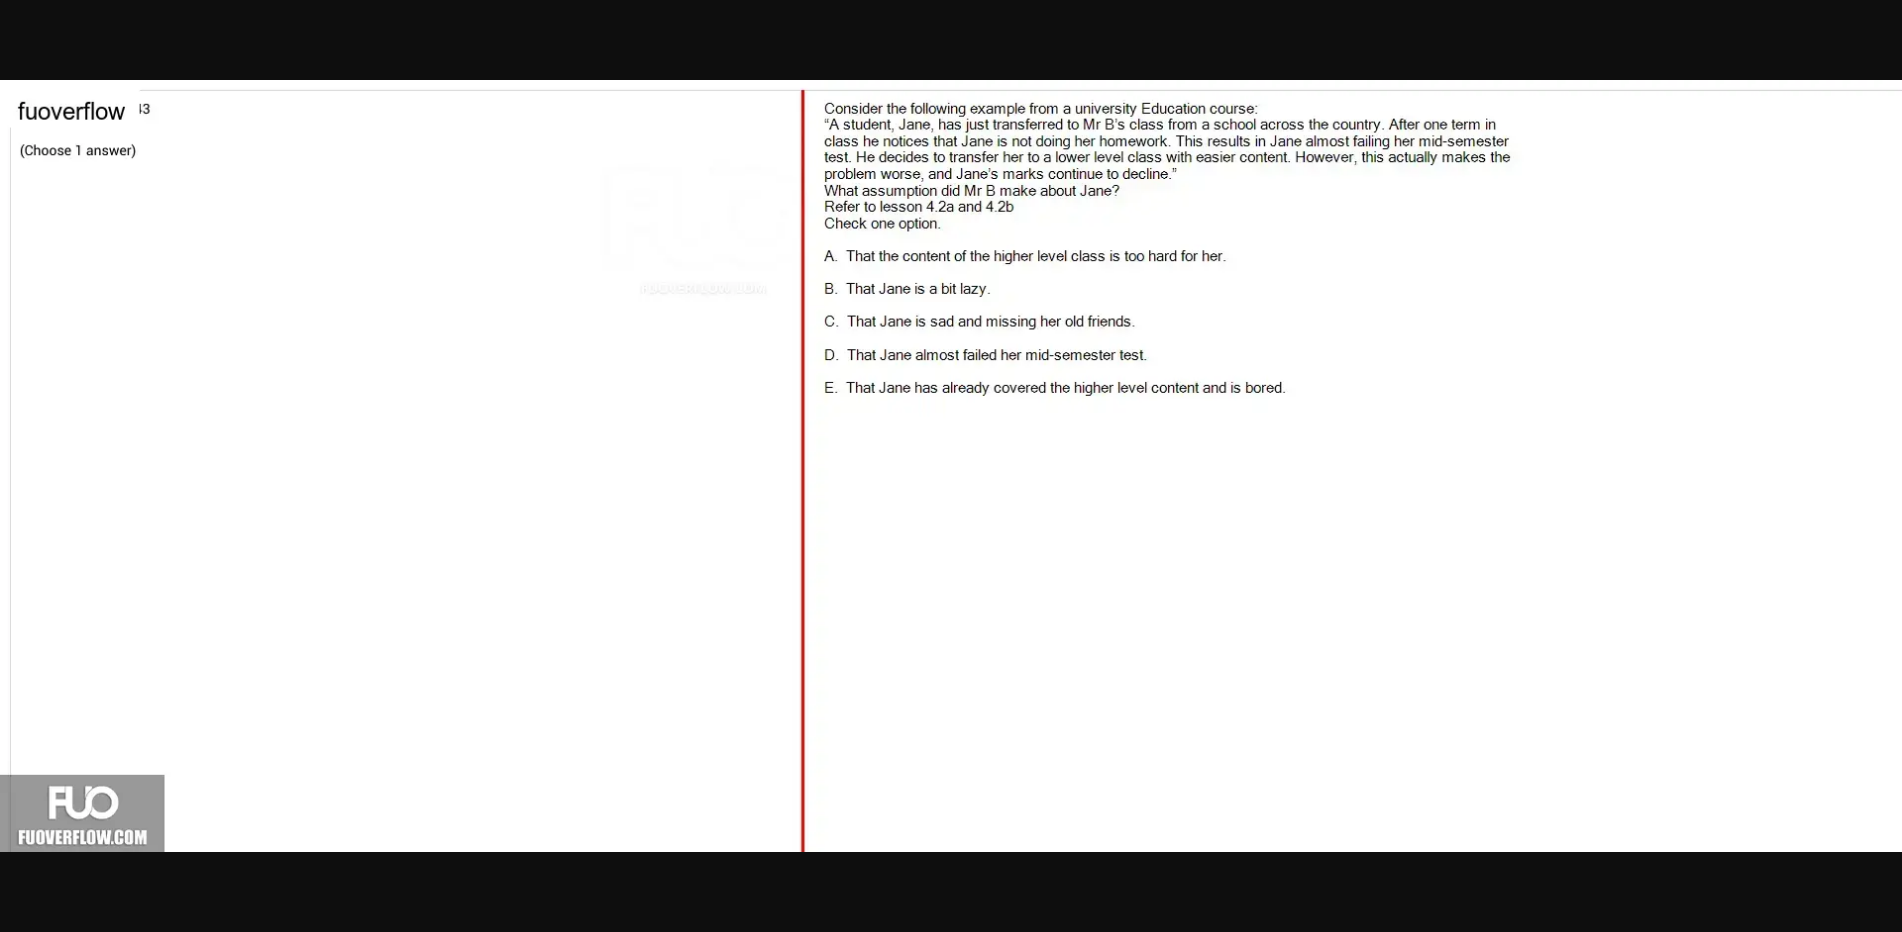 fuoverflow
43
(Choose 1 answer)
Consider the following example from a university Education course:
“A student, Jane, has just transferred to Mr B’s class from a school across the country. After one term in
class he notices that Jane is not doing her homework. This results in Jane almost failing her mid-semester
test. He decides to transfer her to a lower level class with easier content. However, this actually makes the
problem worse, and Jane’s marks continue to decline.”
What assumption did Mr B make about Jane?
Refer to lesson 4.2a and 4.2b
Check one option.
A. That the content of the higher level class is too hard for her.
B. That Jane is a bit lazy.
C. That Jane is sad and missing her old friends.
D. That Jane almost failed her mid-semester test.
E. That Jane has already covered the higher level content and is bored.
FUO
FUOVERFLOW.COM